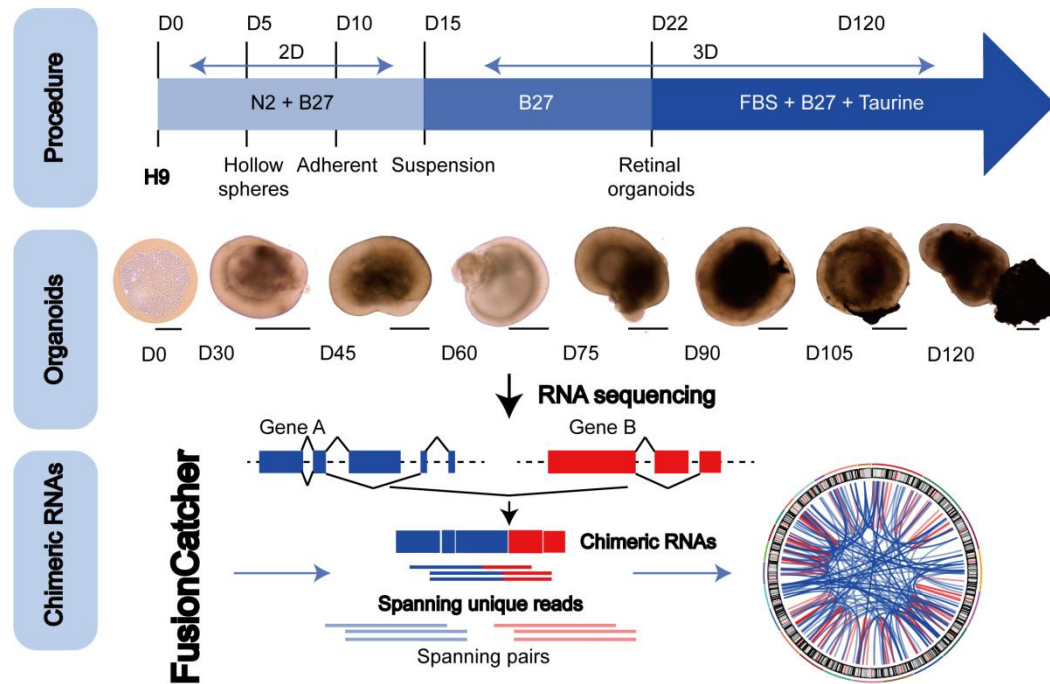 Procedure
D0
D5
D10
D15
D22
D120
2D
3D
N2 + B27
B27
FBS + B27 + Taurine
H9
Hollow
spheres
Adherent
Suspension
Retinal
organoids
Organoids
D0
D30
D45
D60
D75
D90
D105
D120
RNA sequencing
Chimeric RNAs
FusionCatcher
Gene A
Gene B
Chimeric RNAs
Spanning unique reads
Spanning pairs